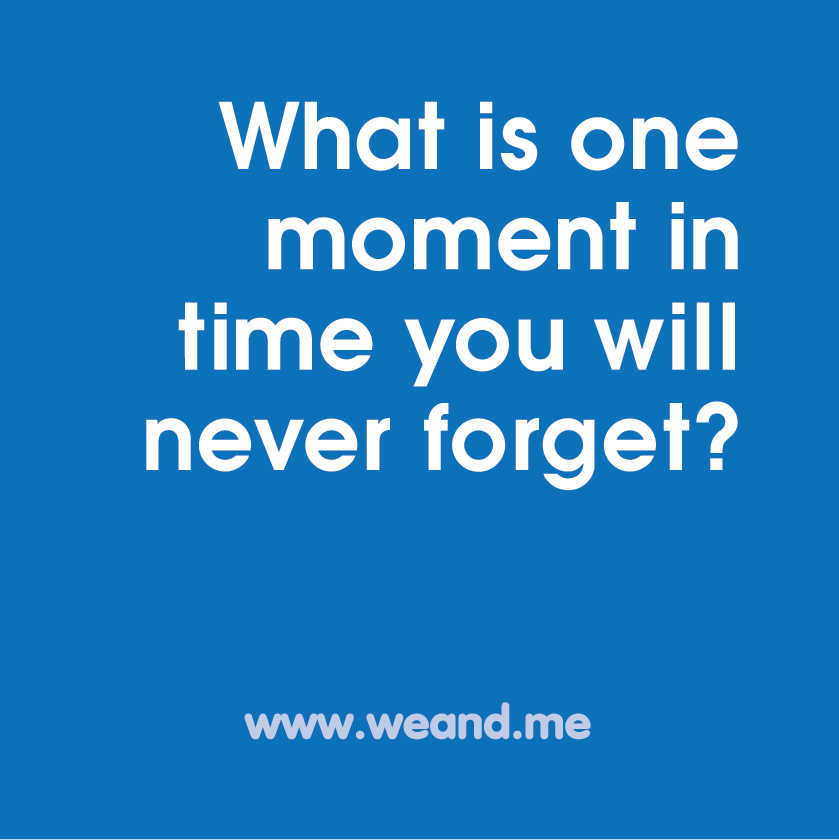 What is one
moment in
time you will
never forget?
www.weand.me